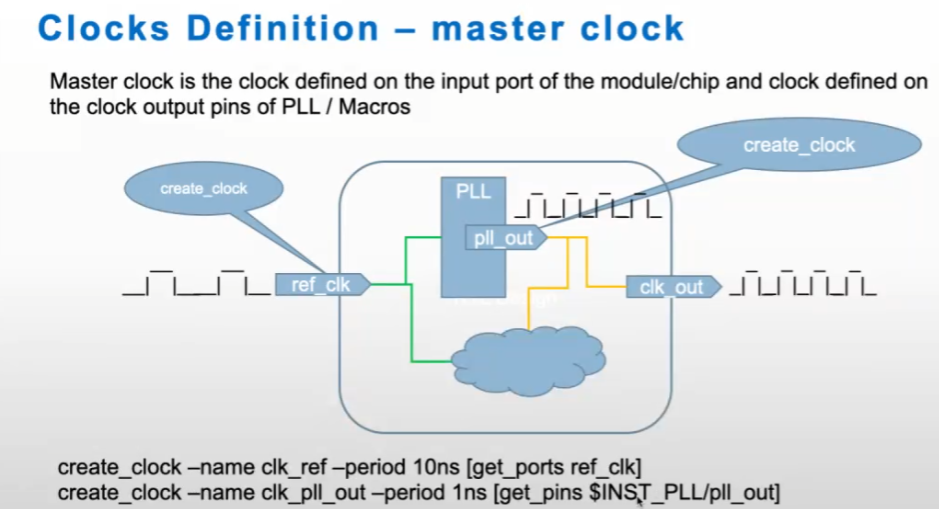 Clocks Definition – master clock
Master clock is the clock defined on the input port of the module/chip and clock defined on
the clock output pins of PLL / Macros
create_clock
create_clock
PLL
pll_out
ref_clk
clk_out
create_clock –name clk_ref –period 10ns [get_ports ref_clk]
create_clock –name clk_pll_out –period 1ns [get_pins $INST_PLL/pll_out]